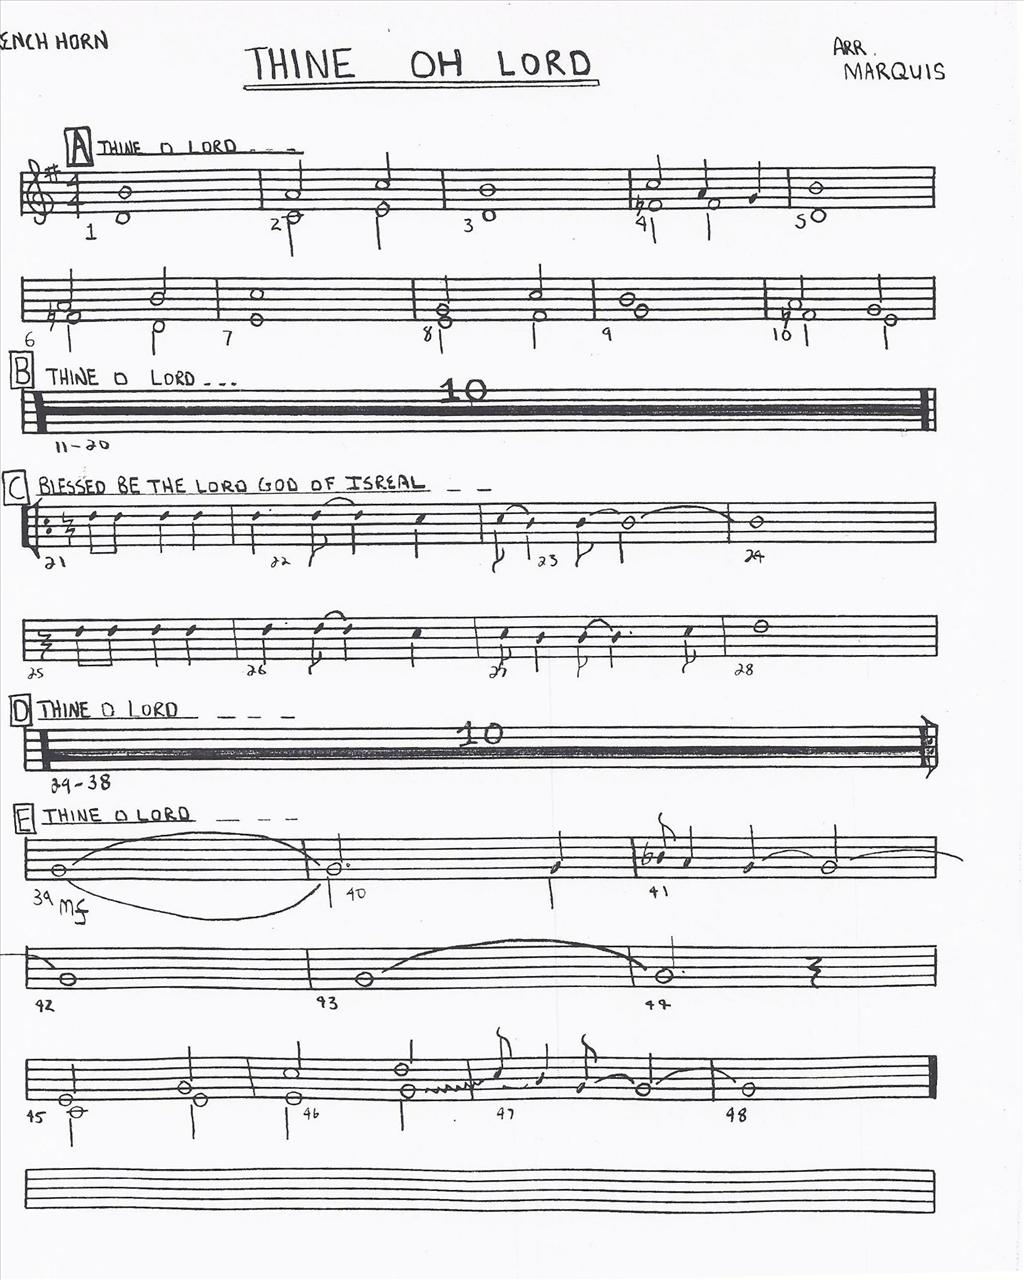 ENCH HORN
THINE OH LORD
ARR.
MARQUIS
A THINE O LORD _ _ _
4
4
1 2 3 4 5
6 7 8 9 10
B THINE O LORD _ _ _
10
11-20
C BLESSED BE THE LORD GOD OF ISREAL _ _
21 22 23 24
25 26 27 28
D THINE O LORD _ _ _
10
29-38
E THINE O LORD _ _ _
39 mf 40 41
42 43 44
45 46 47 48